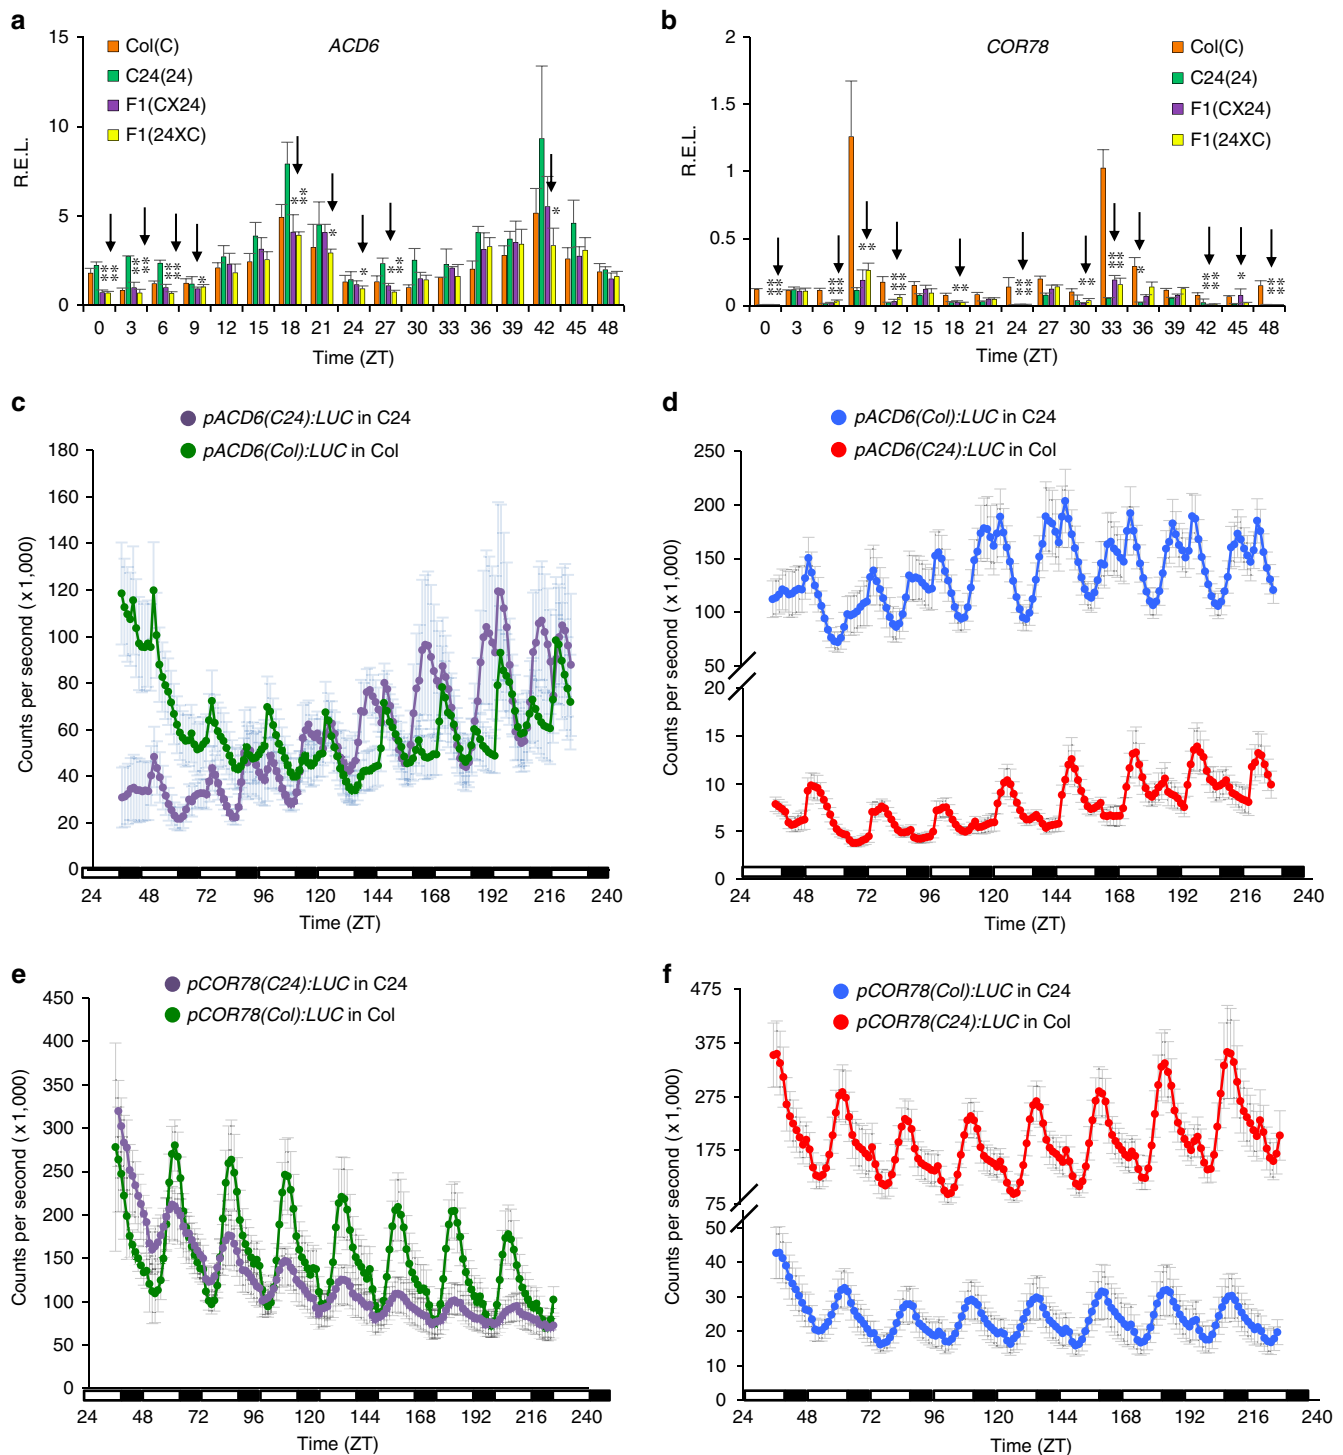 a
ACD6
Col(C)
C24(24)
F1(CX24)
F1(24XC)
R.E.L.
15
10
5
0
** ** ** ** ** ** ** * ** ** * * ** *
0 3 6 9 12 15 18 21 24 27 30 33 36 39 42 45 48
Time (ZT)
b
COR78
Col(C)
C24(24)
F1(CX24)
F1(24XC)
R.E.L.
2
1.5
1
0.5
0
** ** ** ** ** ** ** ** ** ** ** ** ** * ** ** * ** **
0 3 6 9 12 15 18 21 24 27 30 33 36 39 42 45 48
Time (ZT)
c
pACD6(C24):LUC in C24
pACD6(Col):LUC in Col
Counts per second (x1,000)
180
160
140
120
100
80
60
40
20
0
24 48 72 96 120 144 168 192 216 240
Time (ZT)
d
pACD6(Col):LUC in C24
pACD6(C24):LUC in Col
Counts per second (x1,000)
250
200
150
100
50
20
15
10
5
0
24 48 72 96 120 144 168 192 216 240
Time (ZT)
e
pCOR78(C24):LUC in C24
pCOR78(Col):LUC in Col
Counts per second (x1,000)
450
400
350
300
250
200
150
100
50
0
24 48 72 96 120 144 168 192 216 240
Time (ZT)
f
pCOR78(Col):LUC in C24
pCOR78(C24):LUC in Col
Counts per second (x1,000)
475
375
275
175
75
50
40
30
20
10
0
24 48 72 96 120 144 168 192 216 240
Time (ZT)